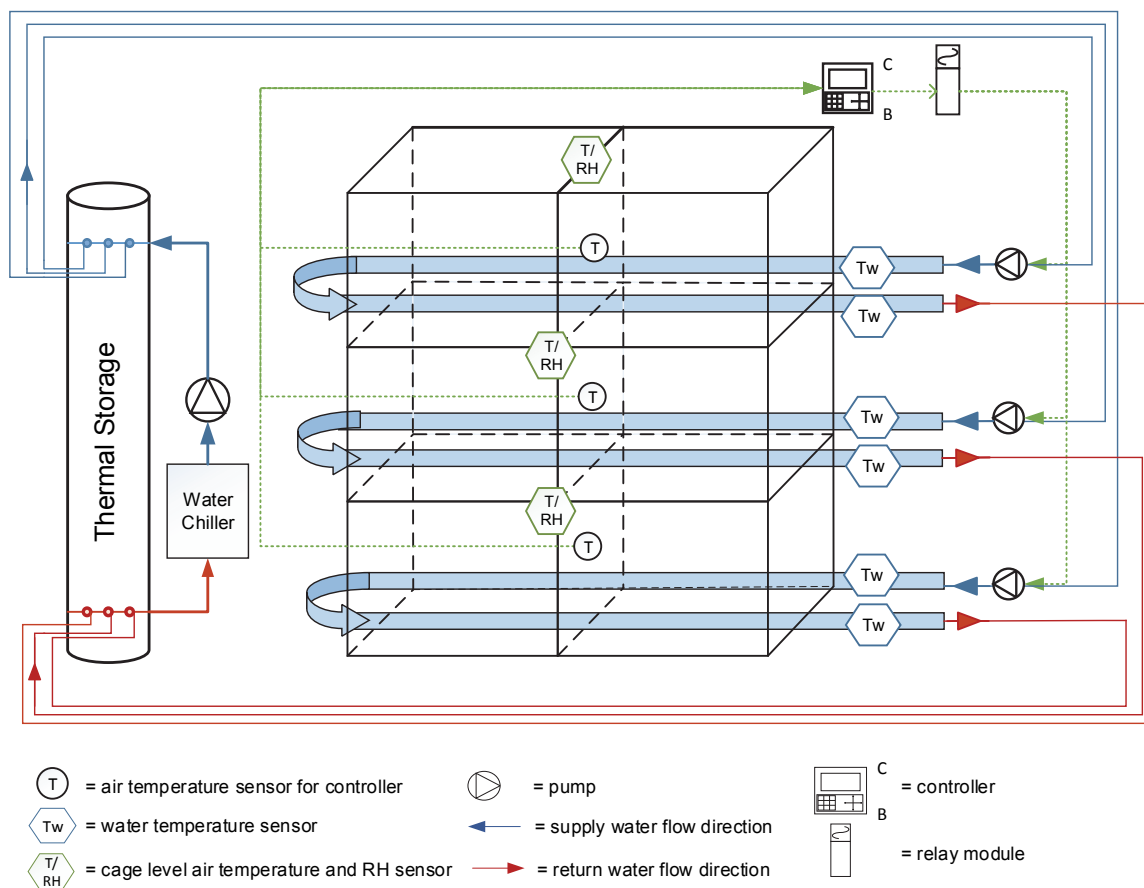 C
B
T/
RH
T
Tw
Tw
T/
RH
T
Tw
Tw
T/
RH
T
Tw
Tw
Thermal Storage
Water
Chiller
T = air temperature sensor for controller
Tw = water temperature sensor
T/
RH = cage level air temperature and RH sensor
= pump
= supply water flow direction
= return water flow direction
C
B
= controller
= relay module